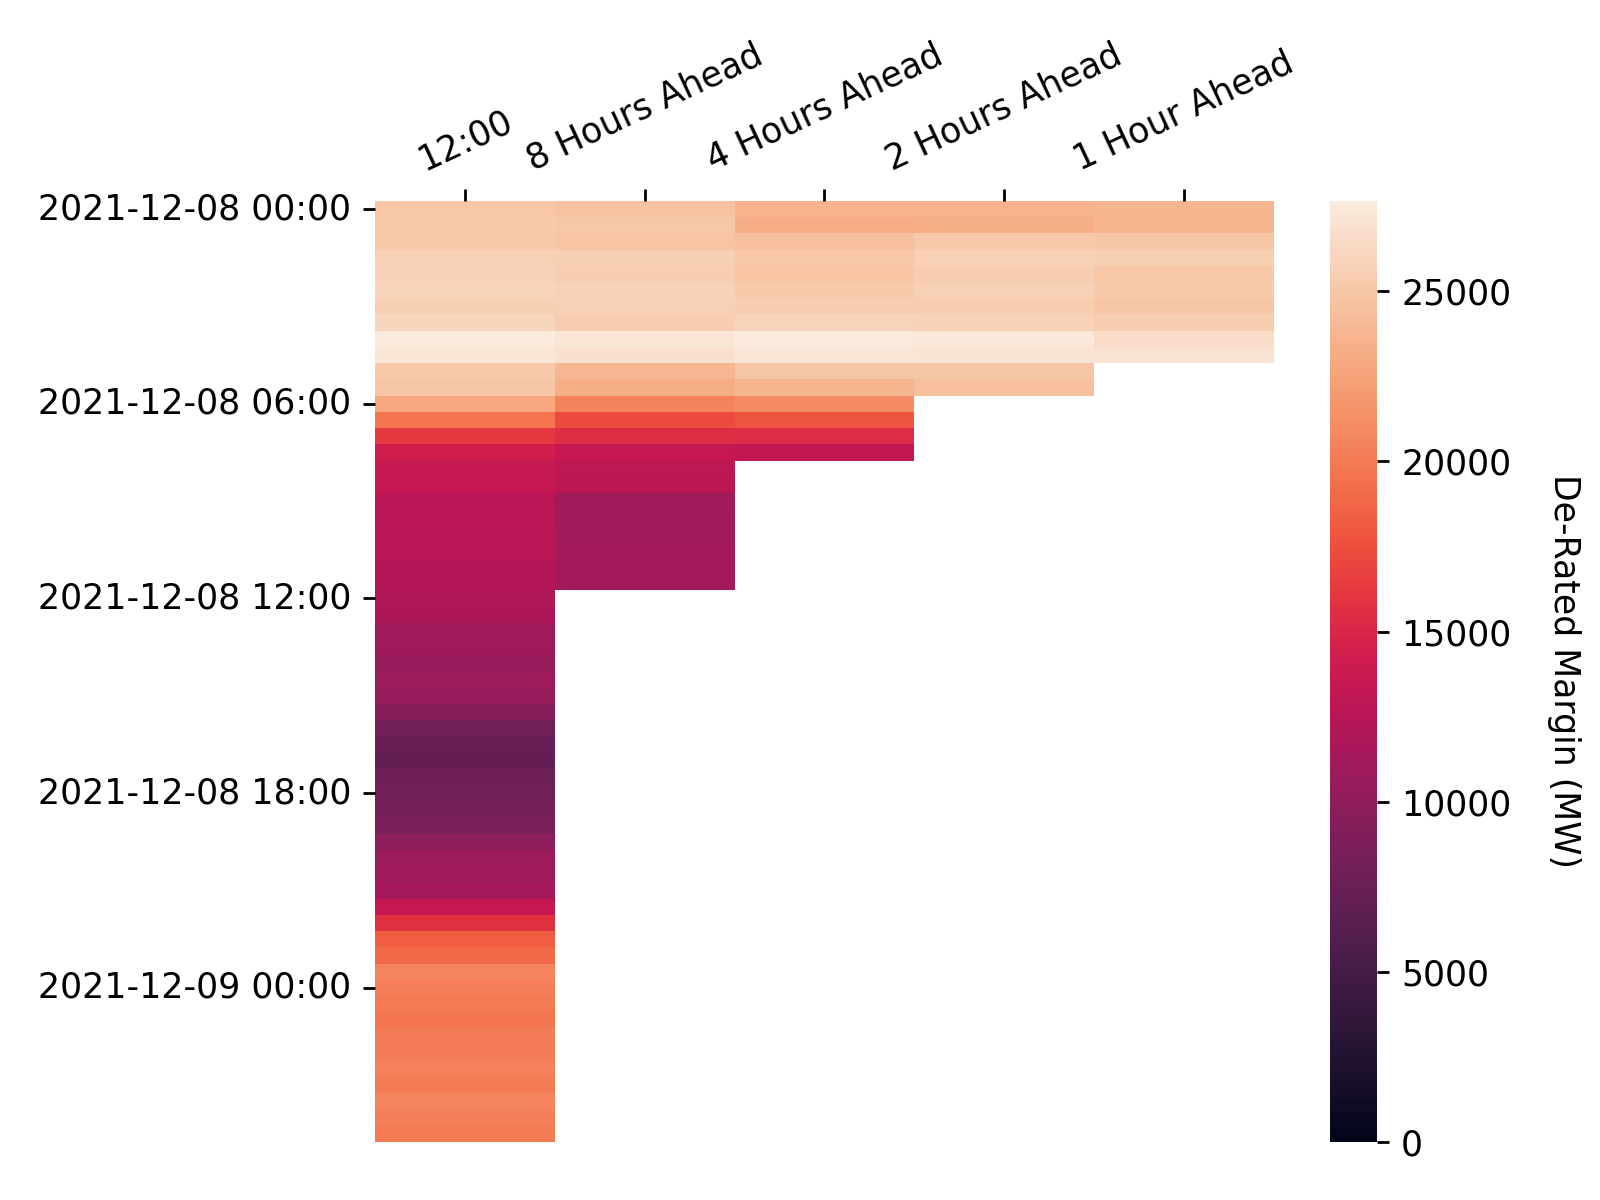 12:00
8 Hours Ahead
4 Hours Ahead
2 Hours Ahead
1 Hour Ahead
2021-12-08 00:00
2021-12-08 06:00
2021-12-08 12:00
2021-12-08 18:00
2021-12-09 00:00
25000
20000
15000
10000
5000
0
De-Rated Margin (MW)